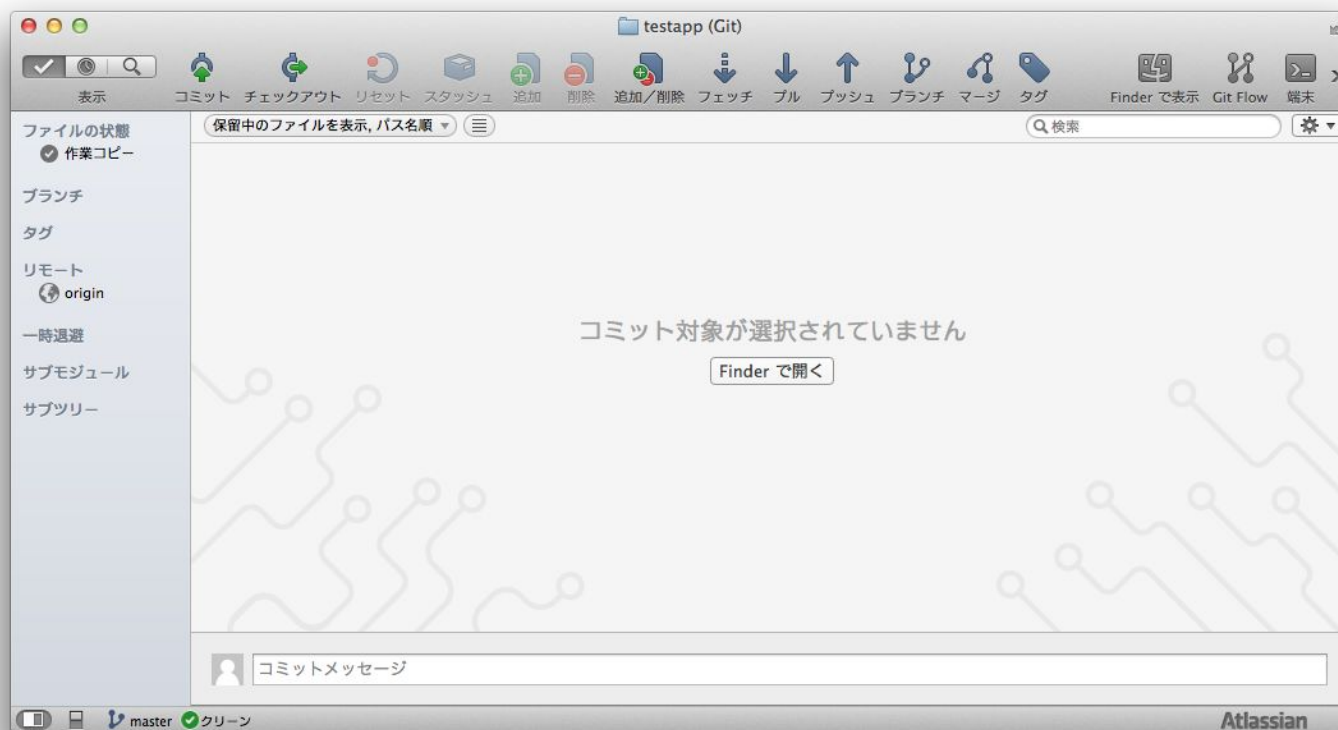 testapp (Git)
表示
コミット チェックアウト リセット スタッシュ 追加 削除 追加/削除 フェッチ プル プッシュ ブランチ マージ タグ Finder で表示 Git Flow 端末
ファイルの状態
作業コピー
ブランチ
タグ
リモート
origin
一時退避
サブモジュール
サブツリー
保留中のファイルを表示, パス名順
検索
コミット対象が選択されていません
Finder で開く
コミットメッセージ
master クリーン
Atlassian